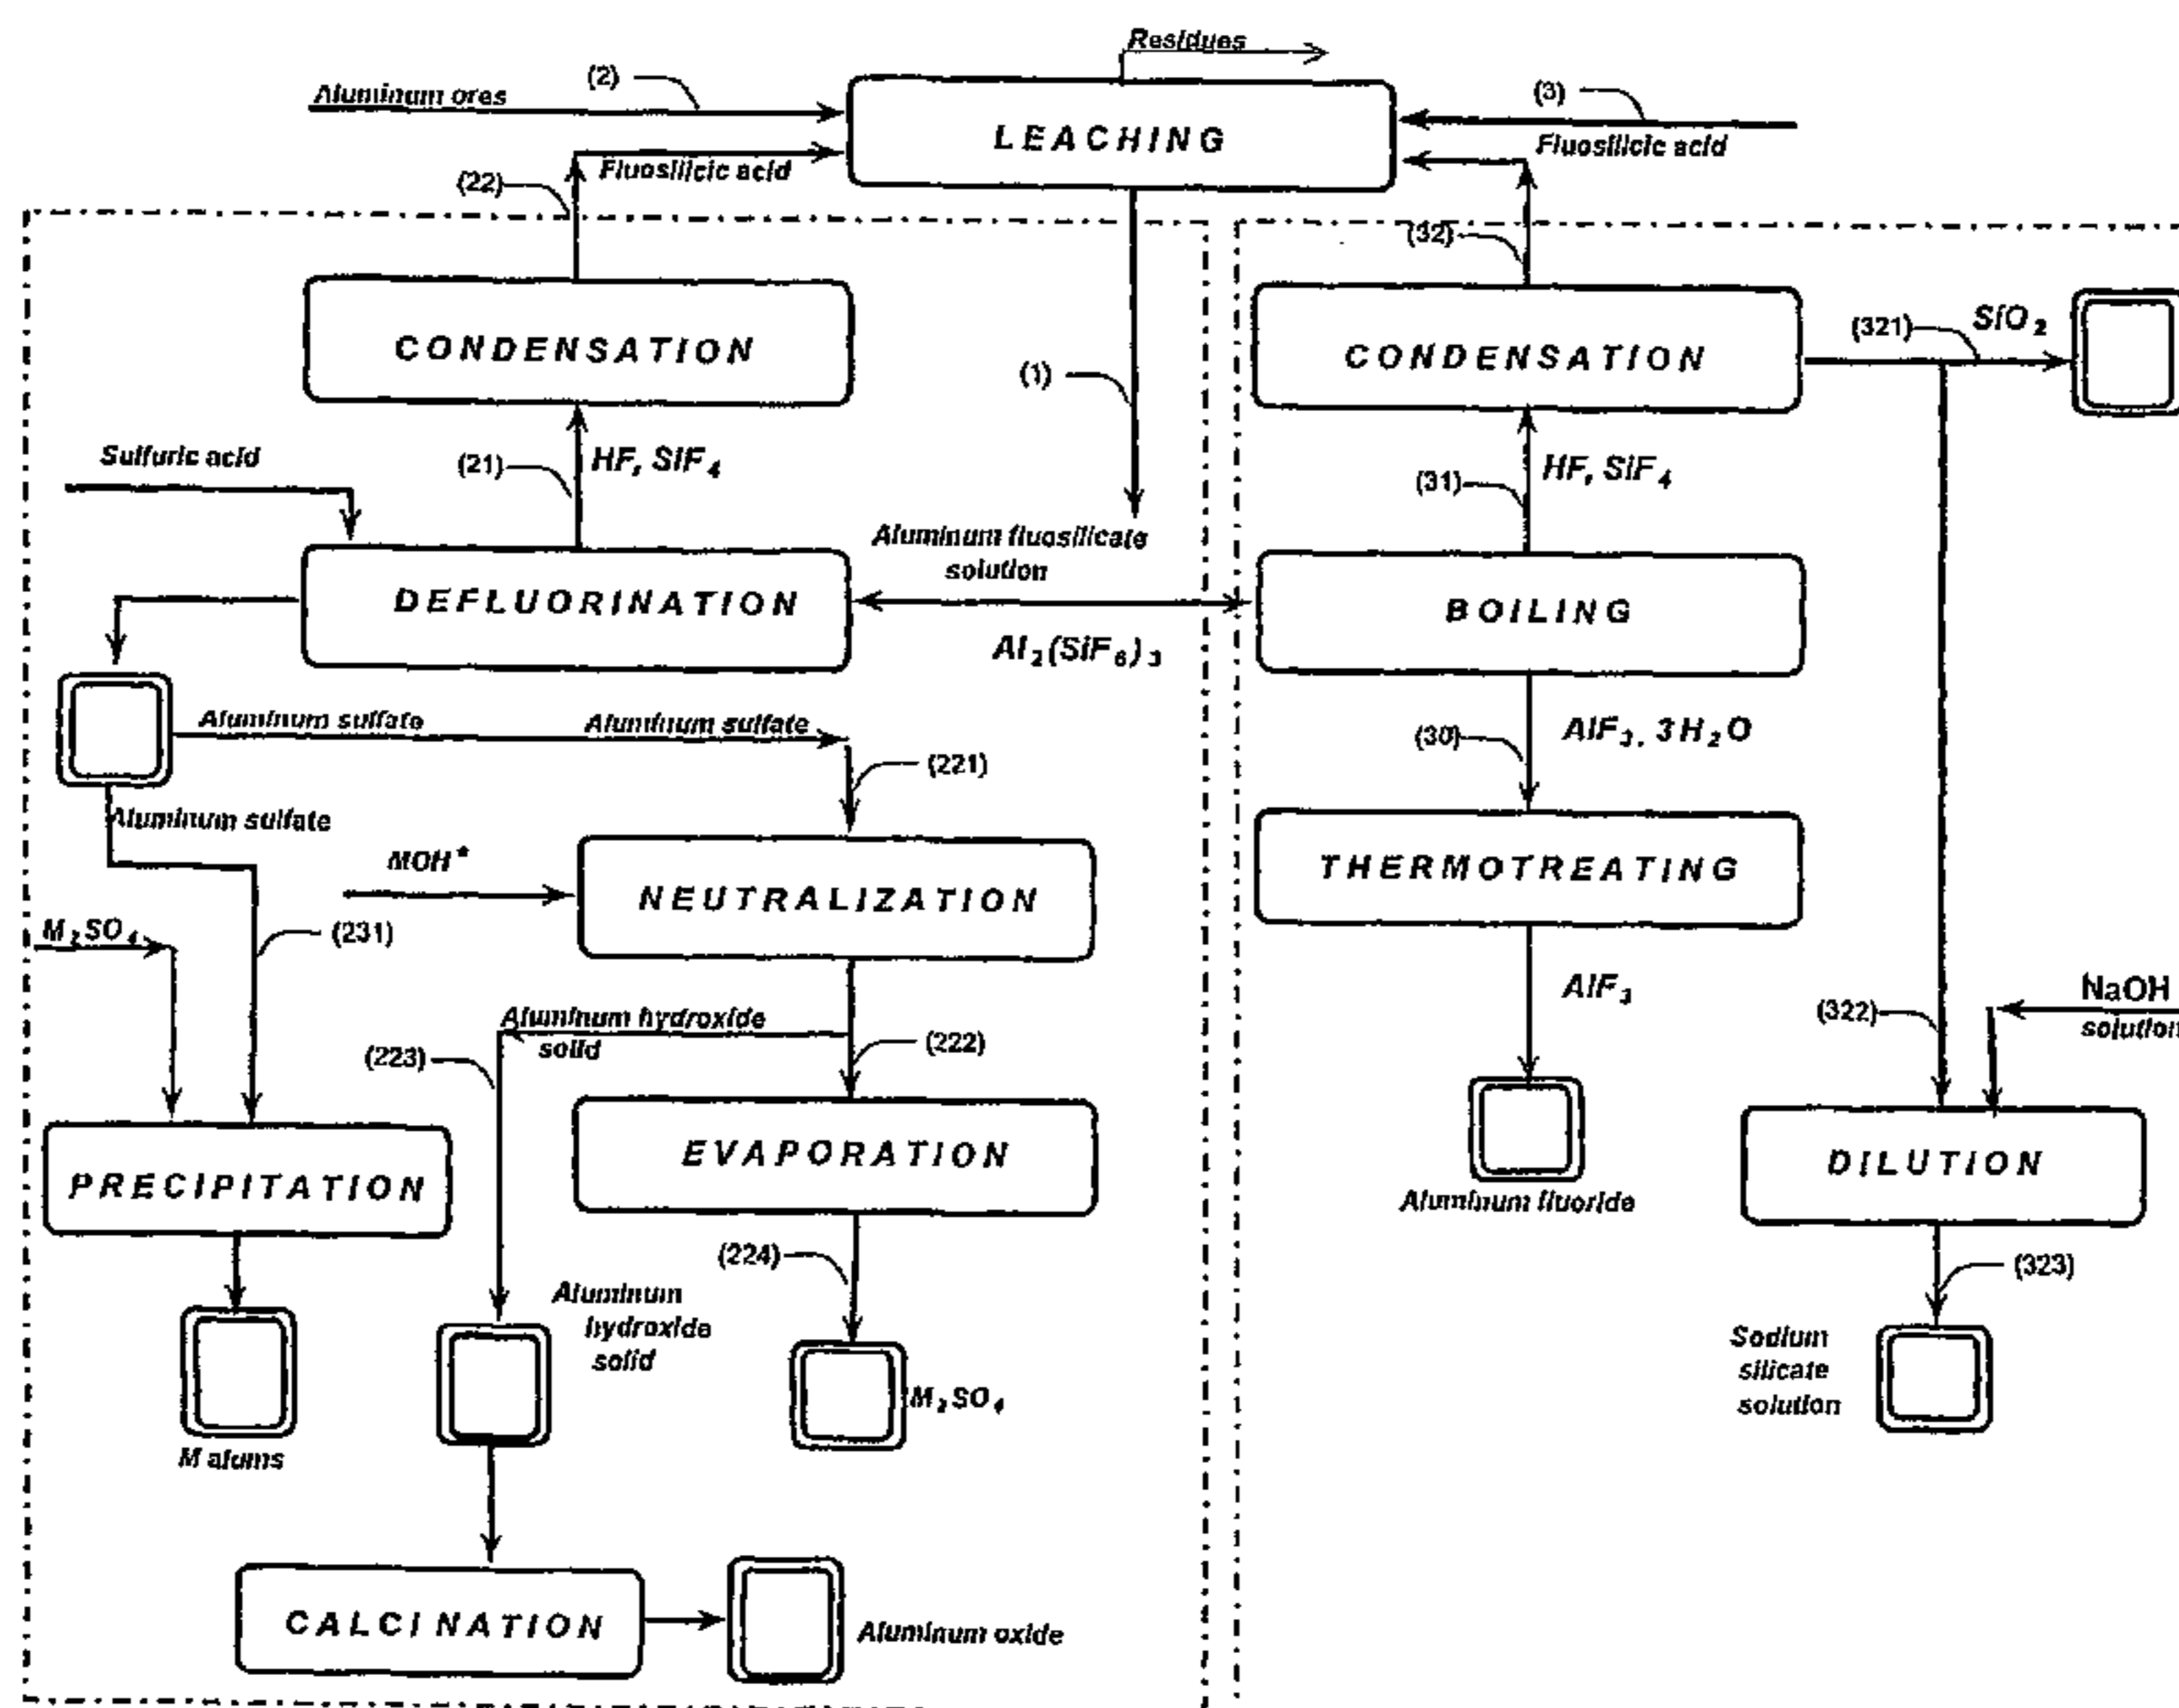 Residues
Aluminum ores
(2)
(3)
LEACHING
Fluosilicic acid
Fluosilicic acid
(22)
(32)
CONDENSATION
CONDENSATION
(321)
SiO2
(1)
Sulfuric acid
(21)
HF, SiF4
(31)
HF, SiF4
Aluminum fluosilicate
solution
DEFLUORINATION
BOILING
Al2(SiF6)3
Aluminum sulfate
Aluminum sulfate
(221)
(30)
AlF3. 3H2O
Aluminum sulfate
MOH*
NEUTRALIZATION
THERMOTREATING
M2SO4
(231)
AlF3
NaOH
solution
(322)
Aluminum hydroxide
solid
(223)
(222)
PRECIPITATION
EVAPORATION
DILUTION
Aluminum fluoride
(224)
(323)
Aluminum
hydroxide
solid
Sodium
silicate
solution
M2SO4
M alums
CALCINATION
Aluminum oxide